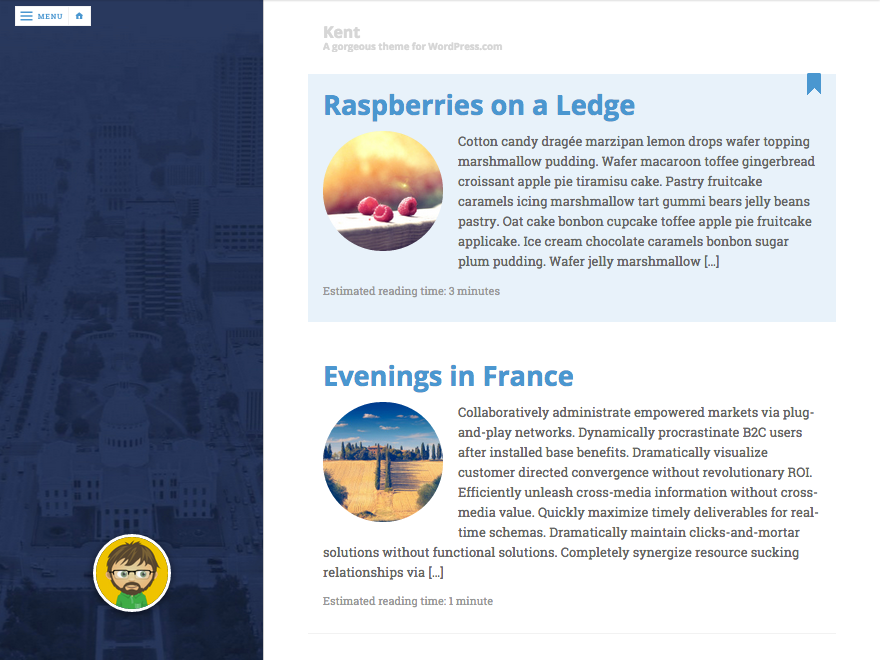 MENU
Kent
A gorgeous theme for WordPress.com
Raspberries on a Ledge
Cotton candy dragée marzipan lemon drops wafer topping
marshmallow pudding. Wafer macaroon toffee gingerbread
croissant apple pie tiramisu cake. Pastry fruitcake
caramels icing marshmallow tart gummi bears jelly beans
pastry. Oat cake bonbon cupcake toffee apple pie fruitcake
applicake. Ice cream chocolate caramels bonbon sugar
plum pudding. Wafer jelly marshmallow [...]
Estimated reading time: 3 minutes
Evenings in France
Collaboratively administrate empowered markets via plug-
and-play networks. Dynamically procrastinate B2C users
after installed base benefits. Dramatically visualize
customer directed convergence without revolutionary ROI.
Efficiently unleash cross-media information without cross-
media value. Quickly maximize timely deliverables for real-
time schemas. Dramatically maintain clicks-and-mortar
solutions without functional solutions. Completely synergize resource sucking
relationships via [...]
Estimated reading time: 1 minute